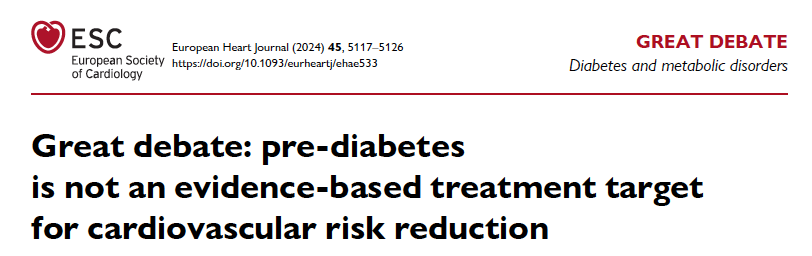 ESC
European Society
of Cardiology
European Heart Journal (2024) 45, 5117–5126
https://doi.org/10.1093/eurheartj/ehae533
GREAT DEBATE
Diabetes and metabolic disorders
Great debate: pre-diabetes
is not an evidence-based treatment target
for cardiovascular risk reduction